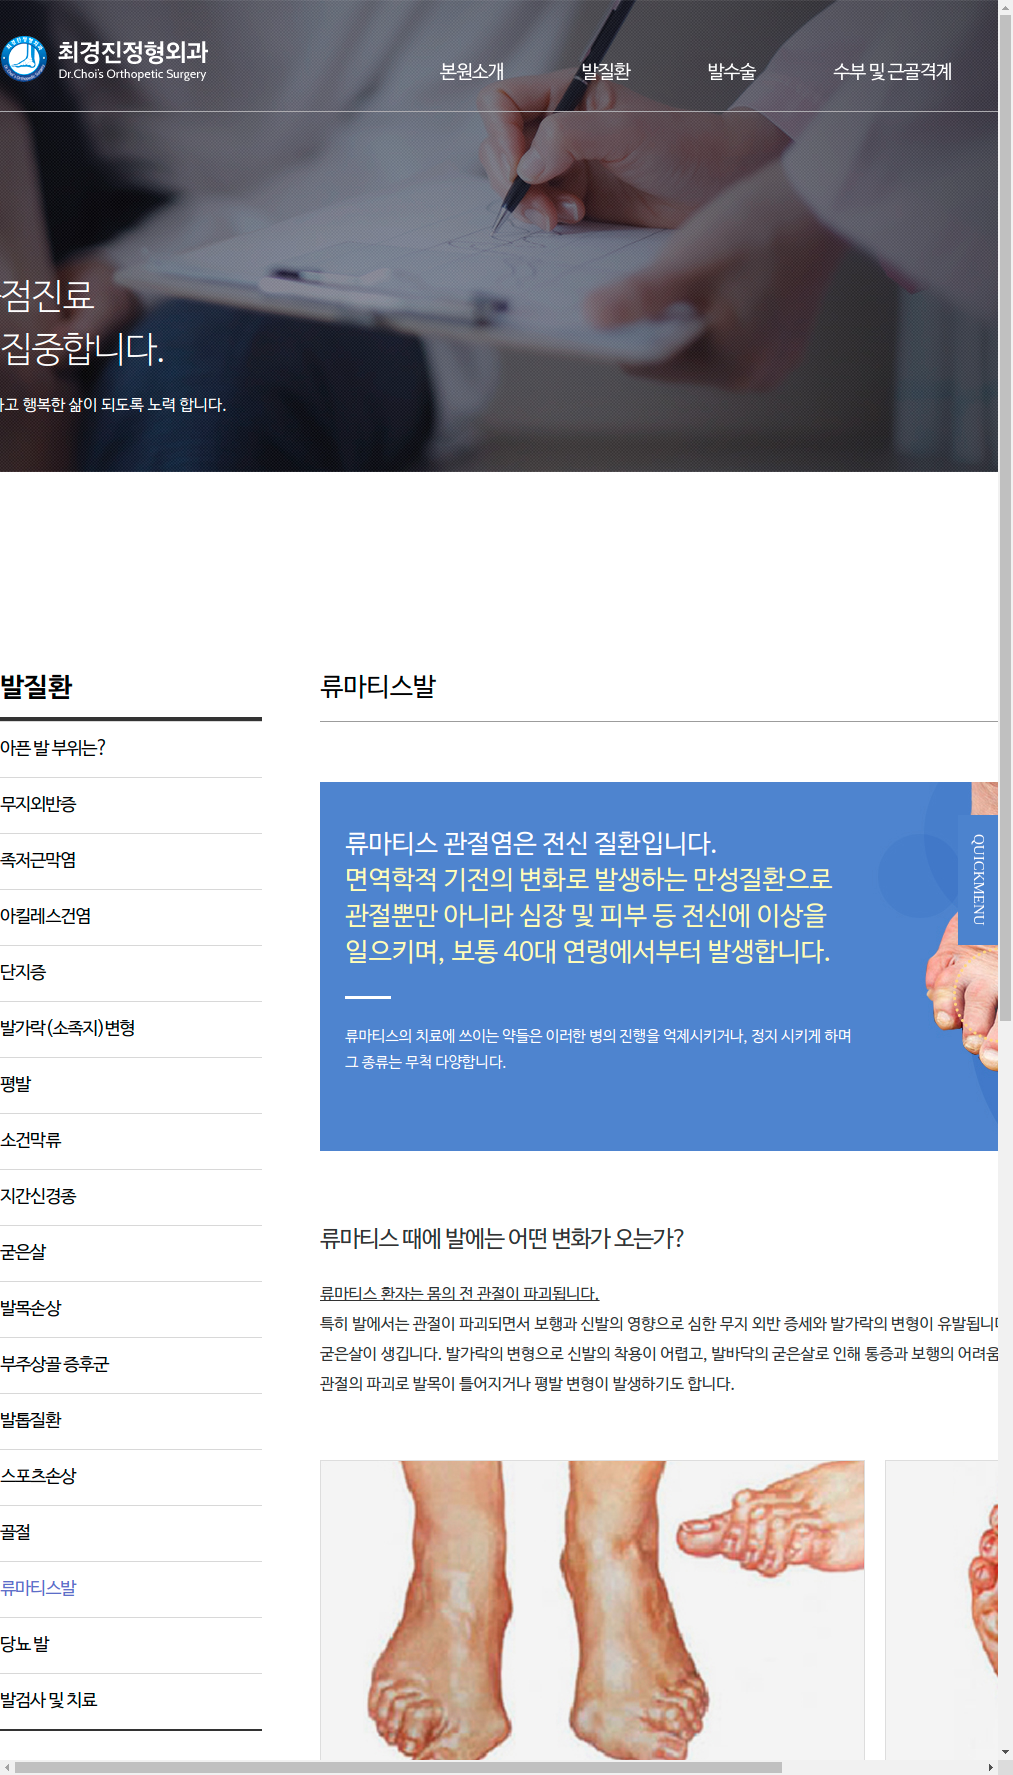 최경진정형외과
Dr.Choi's Orthopetic Surgery
본원소개
발질환
발수술
수부 및 근골격계
점진료
집중합니다.
고 행복한 삶이 되도록 노력 합니다.
발질환
아픈 발 부위는?
무지외반증
족저근막염
아킬레스건염
단지증
발가락(소족지)변형
평발
소건막류
지간신경종
굳은살
발목손상
부주상골 증후군
발톱질환
스포츠손상
골절
류마티스발
당뇨 발
발검사 및 치료
류마티스발
류마티스 관절염은 전신 질환입니다.
면역학적 기전의 변화로 발생하는 만성질환으로
관절뿐만 아니라 심장 및 피부 등 전신에 이상을
일으키며, 보통 40대 연령에서부터 발생합니다.
류마티스의 치료에 쓰이는 약들은 이러한 병의 진행을 억제시키거나, 정지 시키게 하며
그 종류는 무척 다양합니다.
QUICKMENU
류마티스 때에 발에는 어떤 변화가 오는가?
류마티스 환자는 몸의 전 관절이 파괴됩니다.
특히 발에서는 관절이 파괴되면서 보행과 신발의 영향으로 심한 무지 외반 증세와 발가락의 변형이 유발됩니
굳은살이 생깁니다. 발가락의 변형으로 신발의 착용이 어렵고, 발바닥의 굳은살로 인해 통증과 보행의 어려움
관절의 파괴로 발목이 틀어지거나 평발 변형이 발생하기도 합니다.